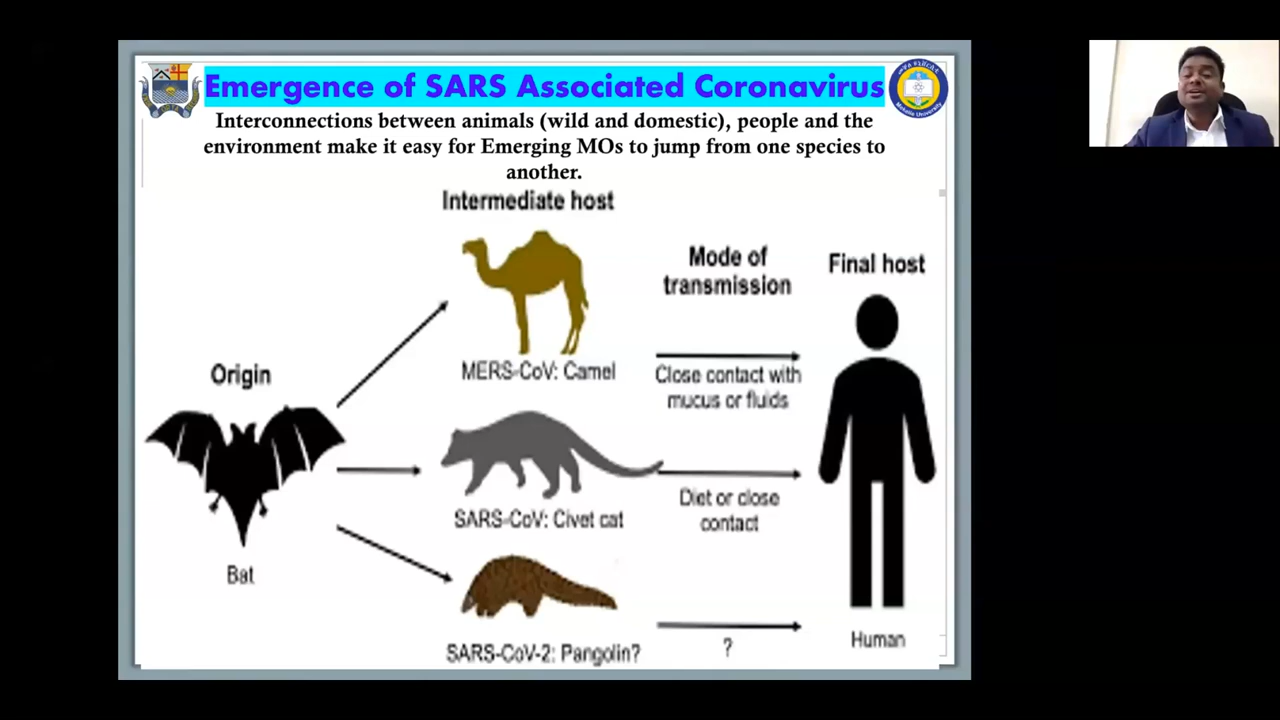 Emergence of SARS Associated Coronavirus
Interconnections between animals (wild and domestic), people and the
environment make it easy for Emerging MOs to jump from one species to
another.
Intermediate host
Mode of
transmission
Final host
Origin
MERS-CoV: Camel
Close contact with
mucus or fluids
SARS-CoV: Civet cat
Diet or close
contact
Bat
SARS-CoV-2: Pangolin?
?
Human
Mekelle University